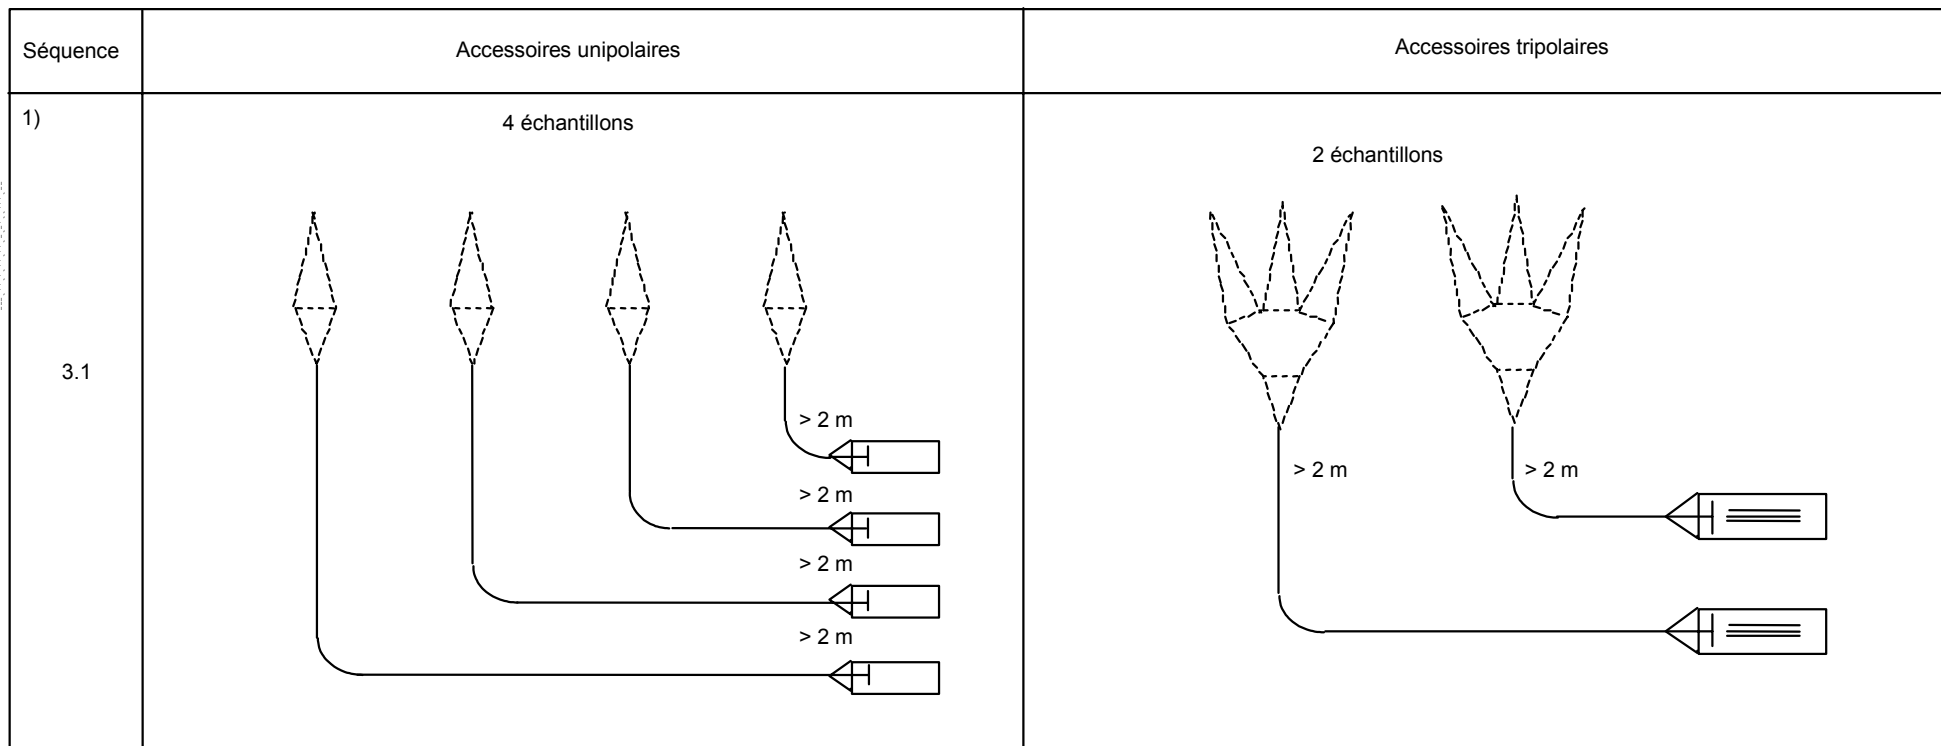 Séquence
Accessoires unipolaires
Accessoires tripolaires
1)
3.1
4 échantillons
> 2 m
> 2 m
> 2 m
> 2 m
2 échantillons
> 2 m
> 2 m